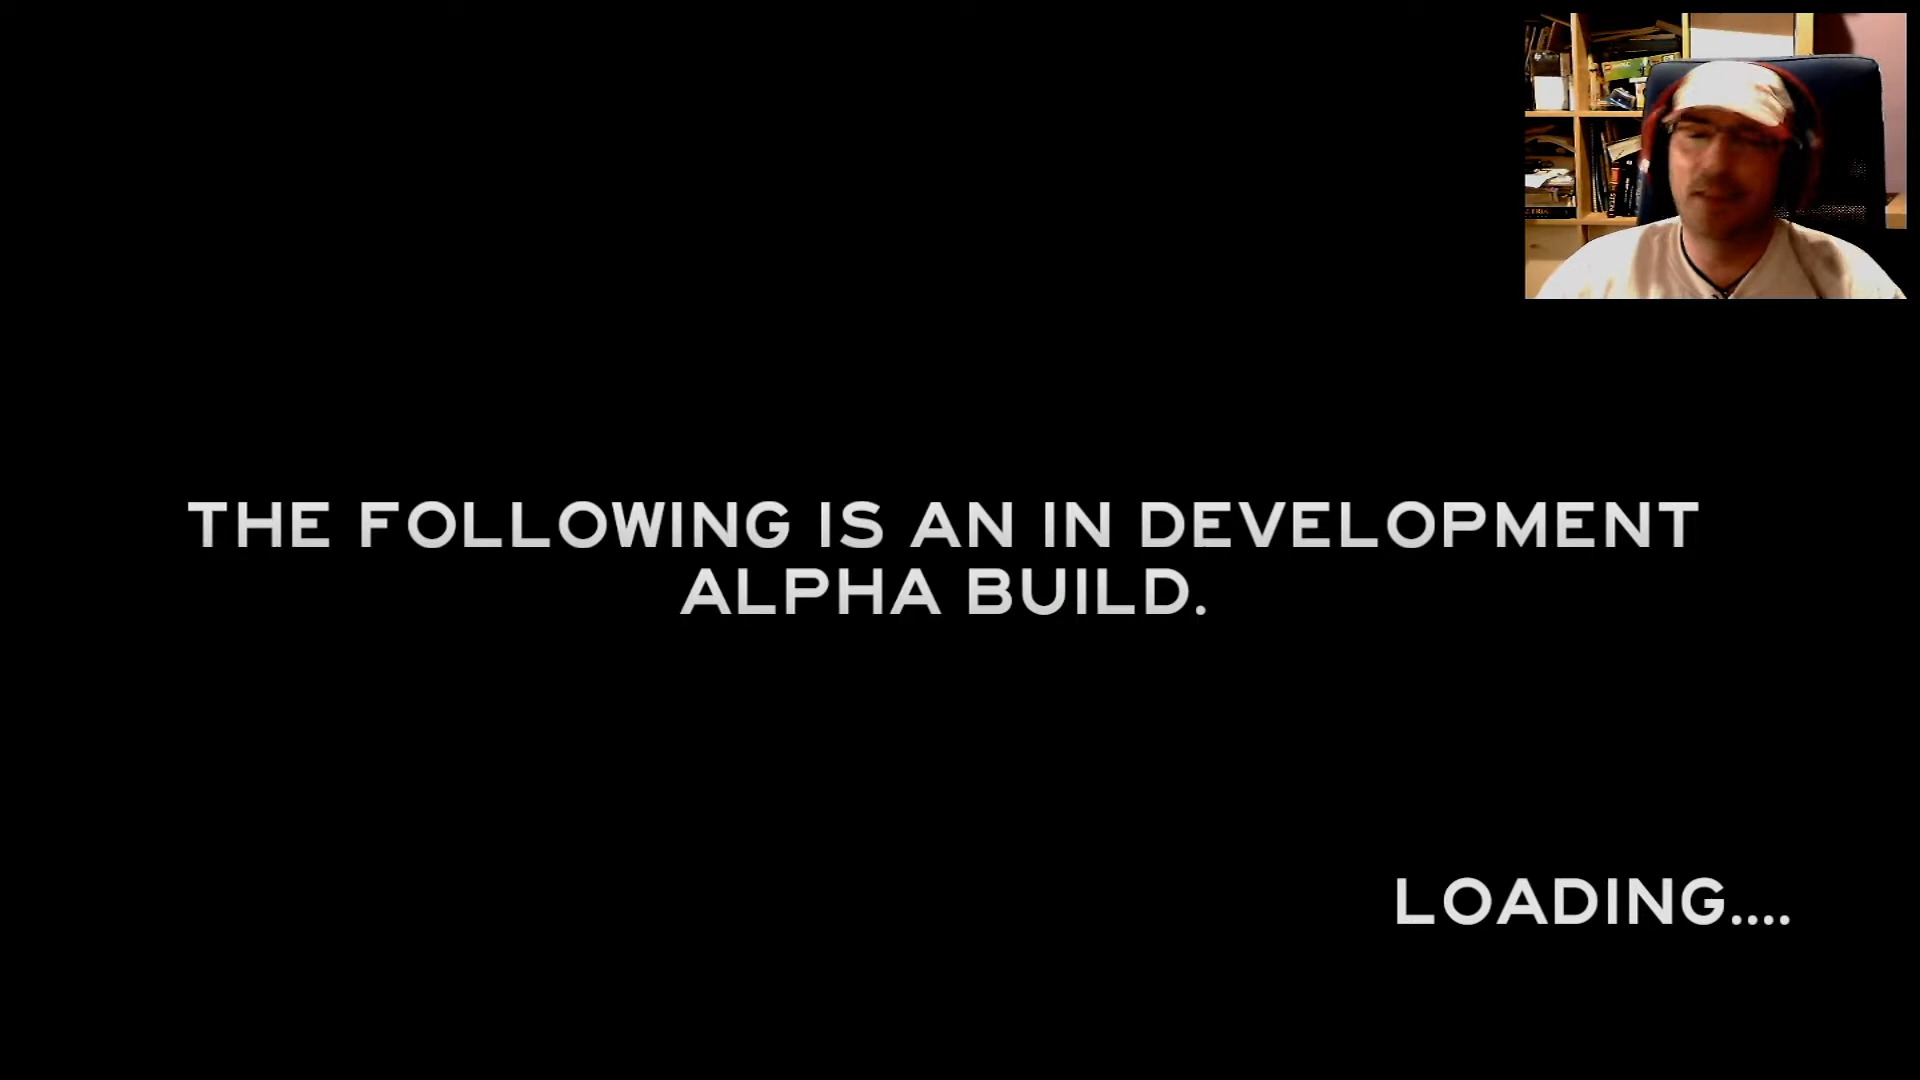 THE FOLLOWING IS AN IN DEVELOPMENT
ALPHA BUILD.
LOADING....